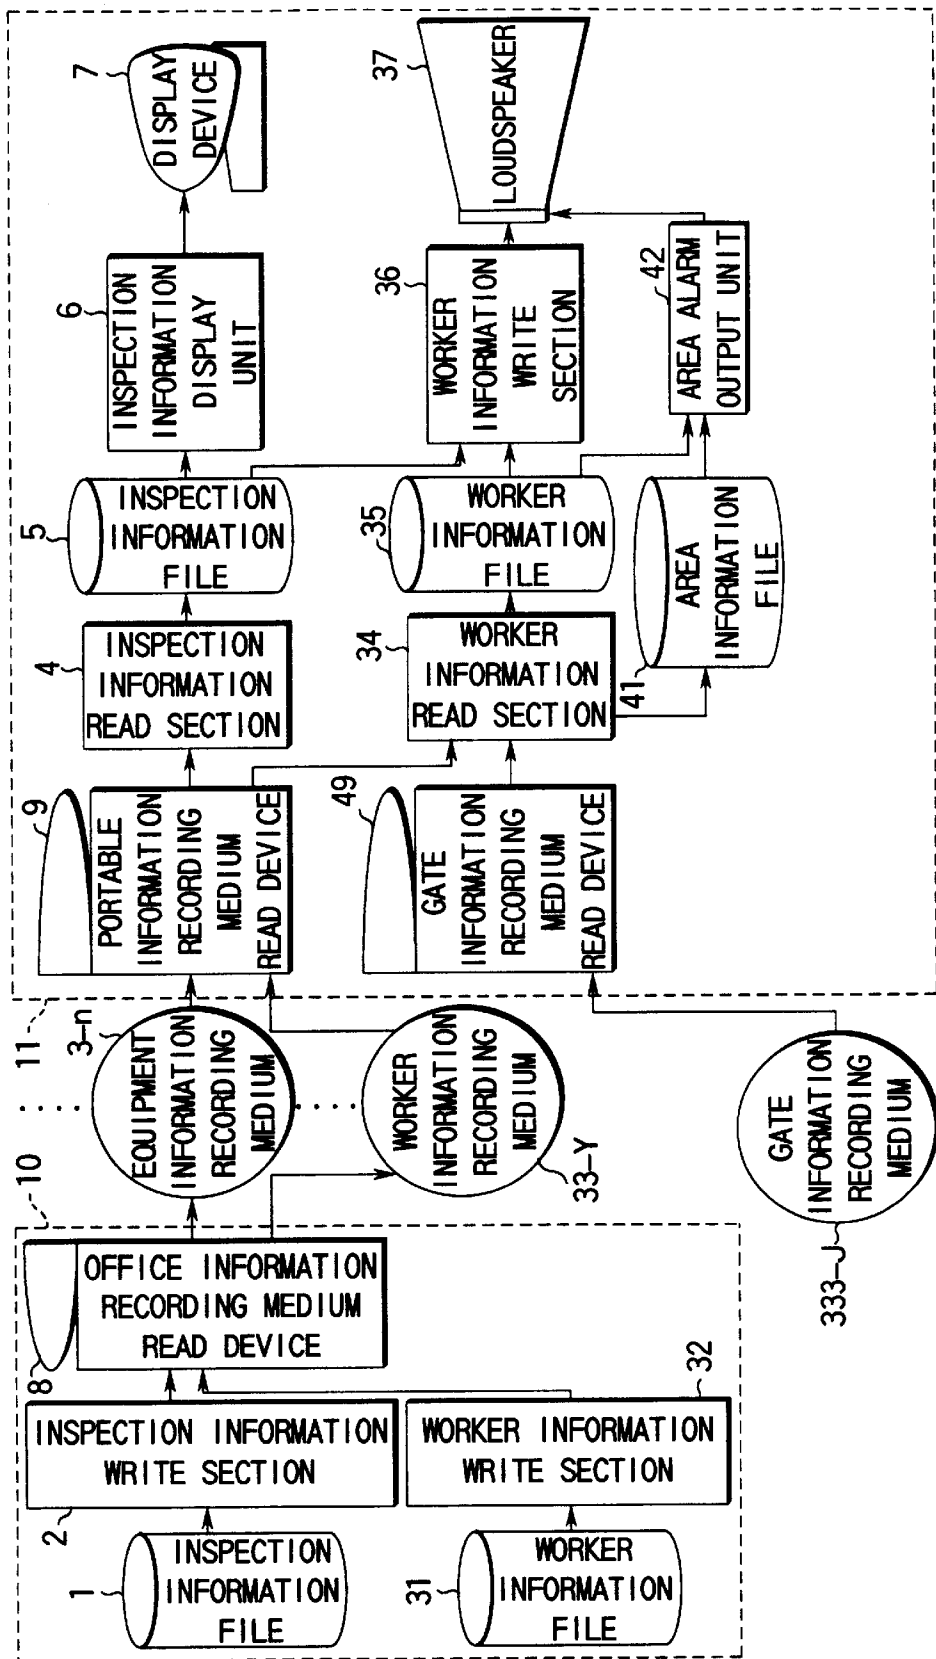 10
1
INSPECTION
INFORMATION
FILE
2
INSPECTION INFORMATION
WRITE SECTION
8
OFFICE INFORMATION
RECORDING MEDIUM
READ DEVICE
31
WORKER
INFORMATION
FILE
32
WORKER INFORMATION
WRITE SECTION
3-n
EQUIPMENT
INFORMATION
RECORDING
MEDIUM
33-Y
WORKER
INFORMATION
RECORDING
MEDIUM
333-J
GATE
INFORMATION
RECORDING
MEDIUM
11
9
PORTABLE
INFORMATION
RECORDING
MEDIUM
READ DEVICE
4
INSPECTION
INFORMATION
READ SECTION
5
INSPECTION
INFORMATION
FILE
6
INSPECTION
INFORMATION
DISPLAY
UNIT
7
DISPLAY
DEVICE
49
GATE
INFORMATION
RECORDING
MEDIUM
READ DEVICE
34
WORKER
INFORMATION
READ SECTION
35
WORKER
INFORMATION
FILE
36
WORKER
INFORMATION
WRITE
SECTION
37
LOUDSPEAKER
41
AREA
INFORMATION
FILE
42
AREA ALARM
OUTPUT UNIT